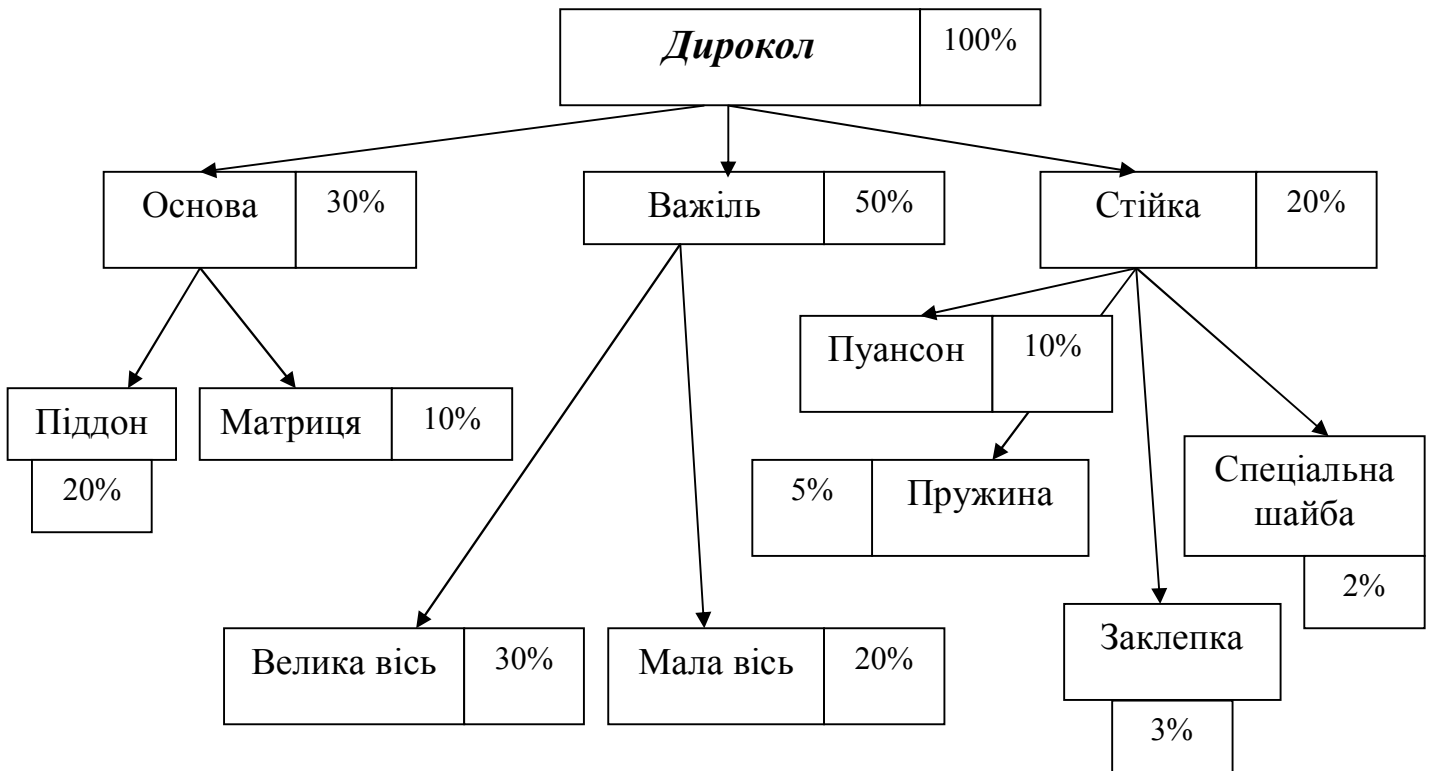 Дирокол 100%
Основа 30%
Важіль 50%
Стійка 20%
Пуансон 10%
Піддон
20%
Матриця 10%
5% Пружина
Спеціальна
шайба
2%
Велика вісь 30%
Мала вісь 20%
Заклепка
3%